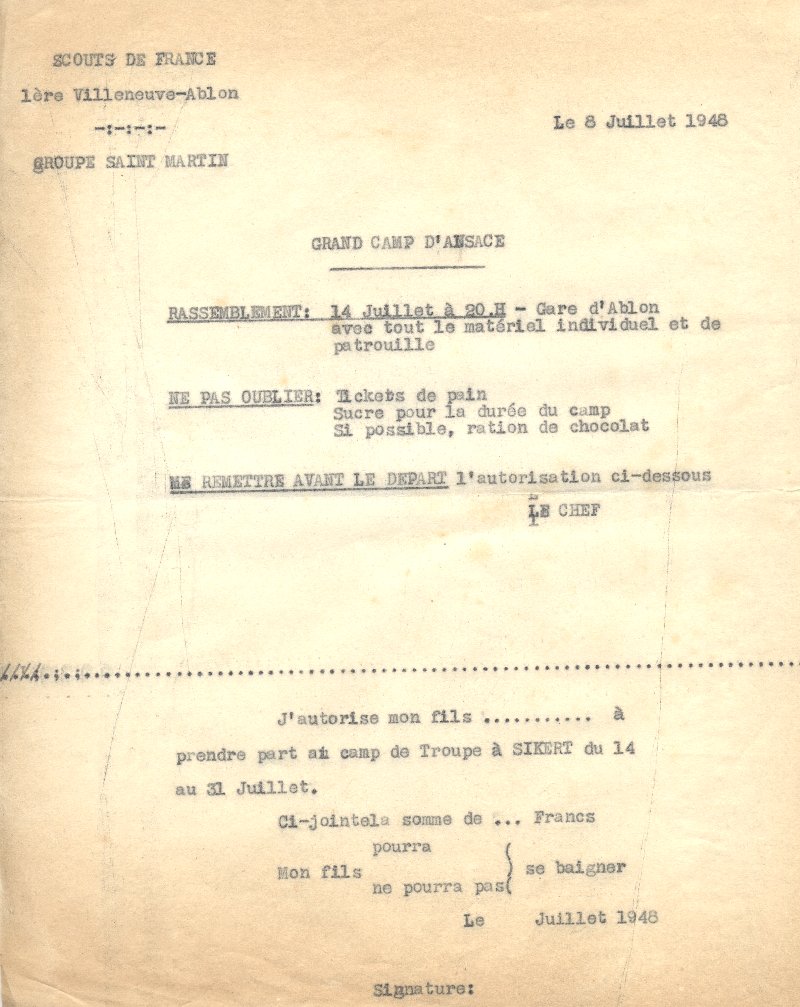 SCOUTS DE FRANCE
1ère Villeneuve-Ablon
-:-:-:-
GROUPE SAINT MARTIN
Le 8 Juillet 1948
GRAND CAMP D'ALSACE
RASSEMBLEMENT: 14 Juillet à 20.H - Gare d'Ablon
avec tout le matériel individuel et de
patrouille
NE PAS OUBLIER: Tickets de pain
Sucre pour la durée du camp
Si possible, ration de chocolat
ME REMETTRE AVANT LE DEPART l'autorisation ci-dessous
LE CHEF
J'autorise mon fils ........... à
prendre part au camp de Troupe à SIKERT du 14
au 31 Juillet.
Ci-jointela somme de ... Francs
pourra
Mon fils se baigner
ne pourra pas
Le Juillet 1948
Signature: